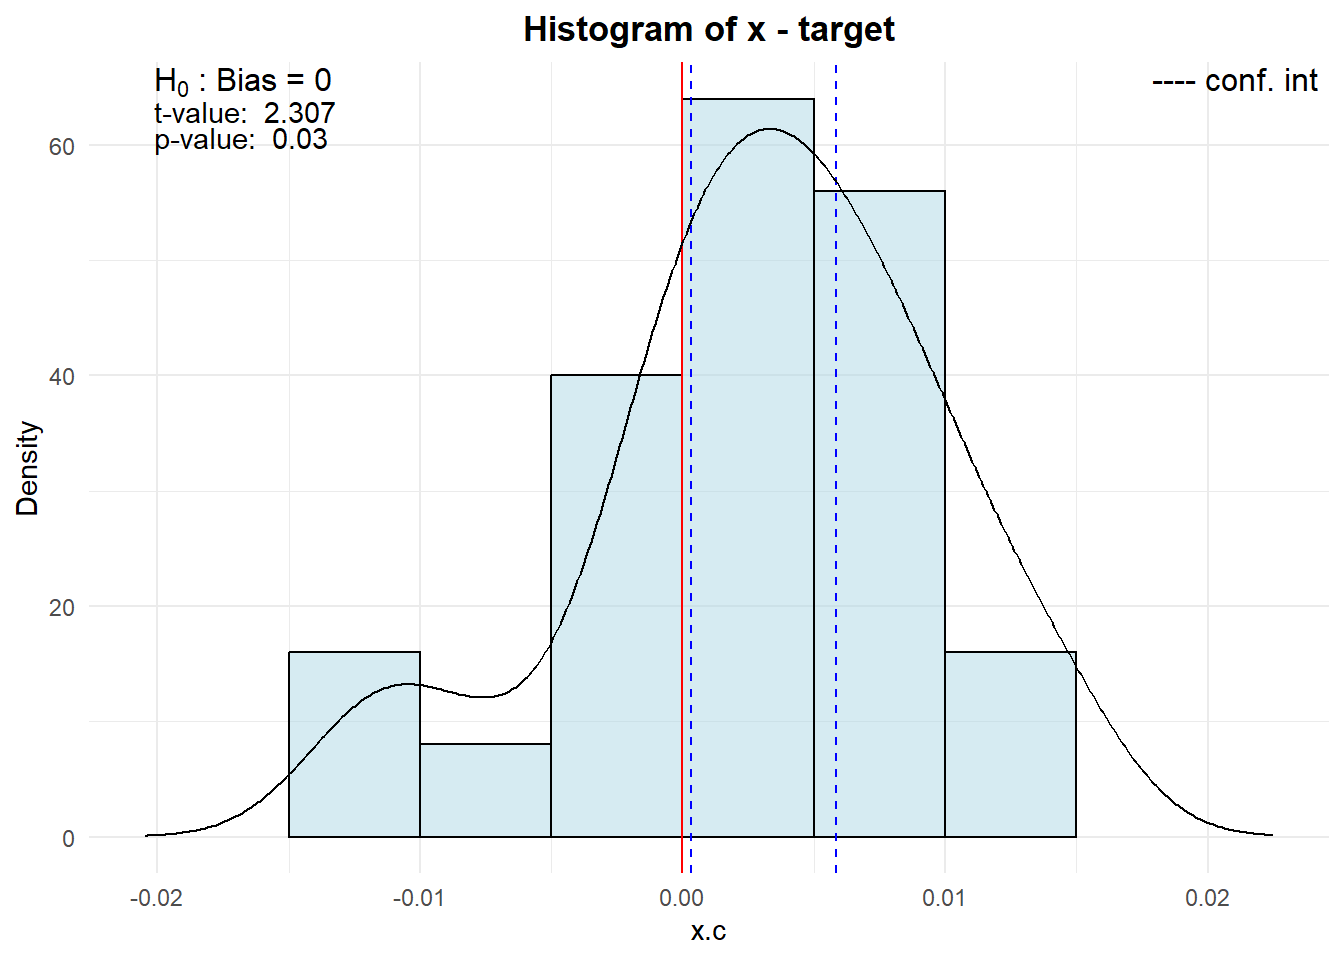 Histogram of x - target
H₀ : Bias = 0
t-value: 2.307
p-value: 0.03
---- conf. int
60
40
20
0
Density
-0.02
-0.01
0.00
0.01
0.02
x.c